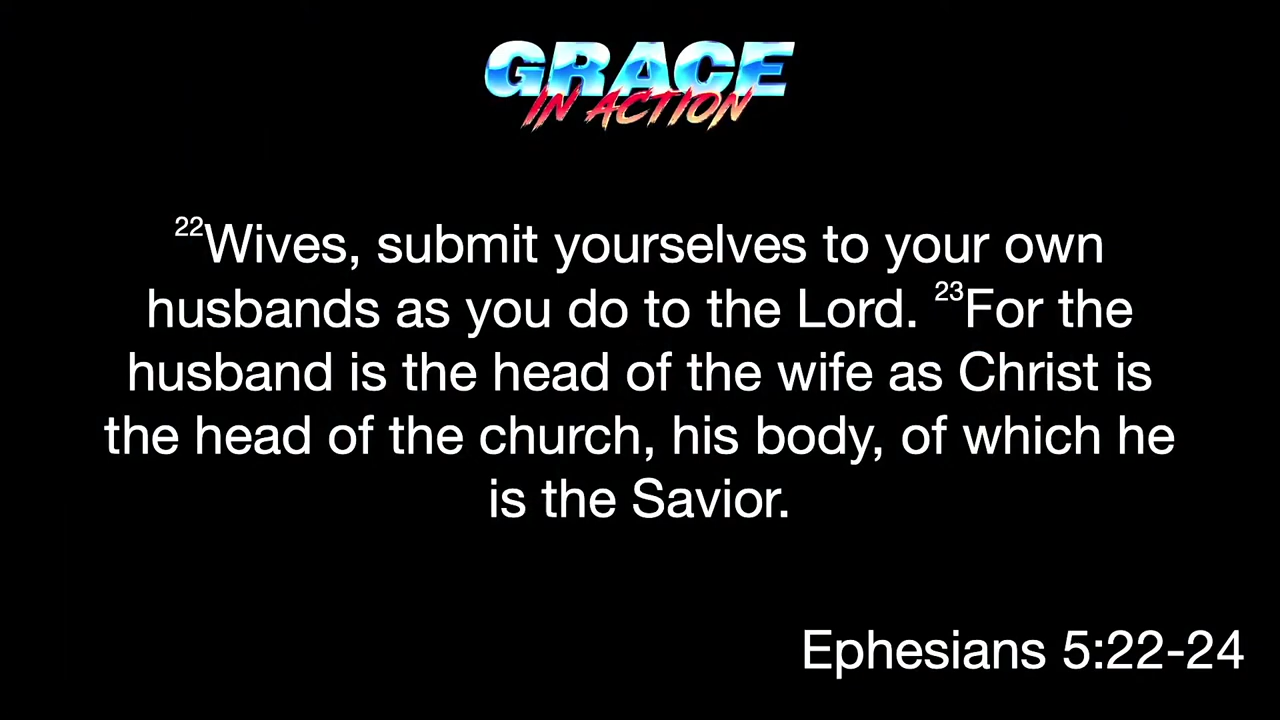 GRACE
IN ACTION
²²Wives, submit yourselves to your own
husbands as you do to the Lord. ²³For the
husband is the head of the wife as Christ is
the head of the church, his body, of which he
is the Savior.
Ephesians 5:22-24